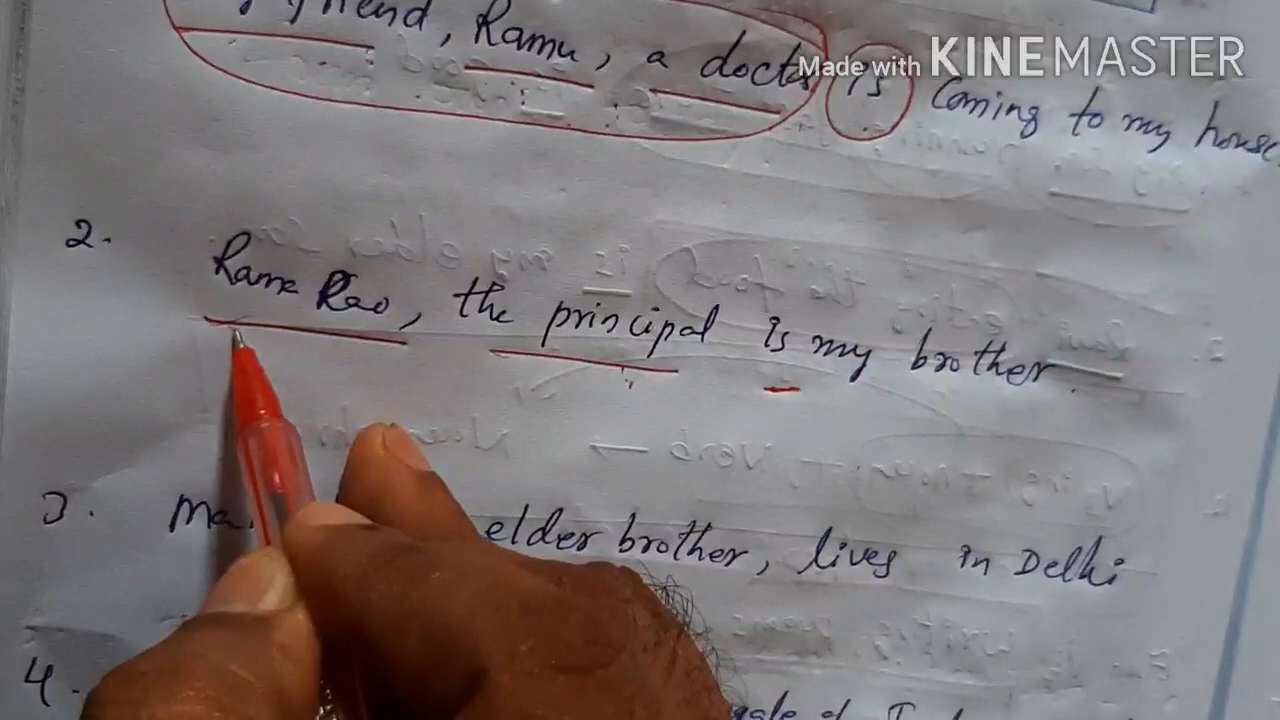 friend, Ramu, a doctor is coming to my house.
Made with KINEMASTER
2. Rama Rao, the principal is my brother.
3. elder brother, lives in Delhi
4.